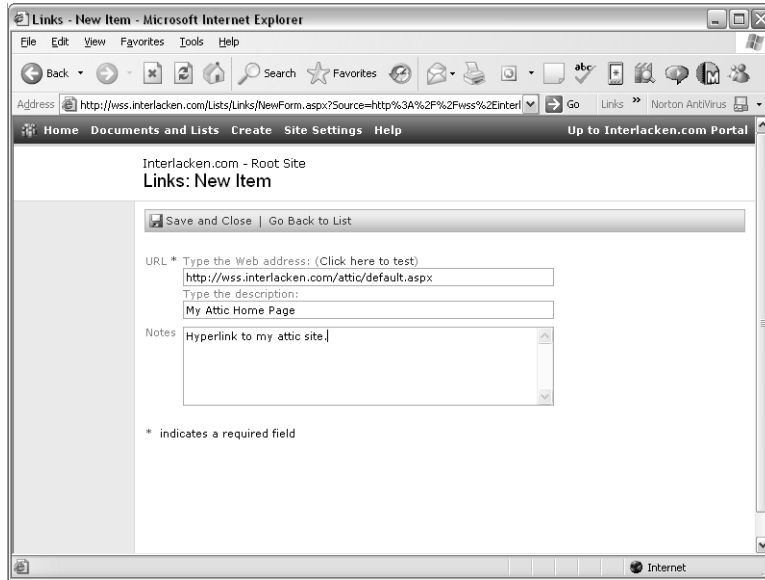 Links - New Item - Microsoft Internet Explorer
File Edit View Favorites Tools Help
Back Search Favorites
Address http://wss.interlacken.com/Lists/Links/NewForm.aspx?Source=http%3A%2F%2Fwss%2Einterl Go Links » Norton AntiVirus
Home Documents and Lists Create Site Settings Help Up to Interlacken.com Portal
Interlacken.com - Root Site
Links: New Item
Save and Close | Go Back to List
URL * Type the Web address: (Click here to test)
http://wss.interlacken.com/attic/default.aspx
Type the description:
My Attic Home Page
Notes Hyperlink to my attic site.
* indicates a required field
Internet